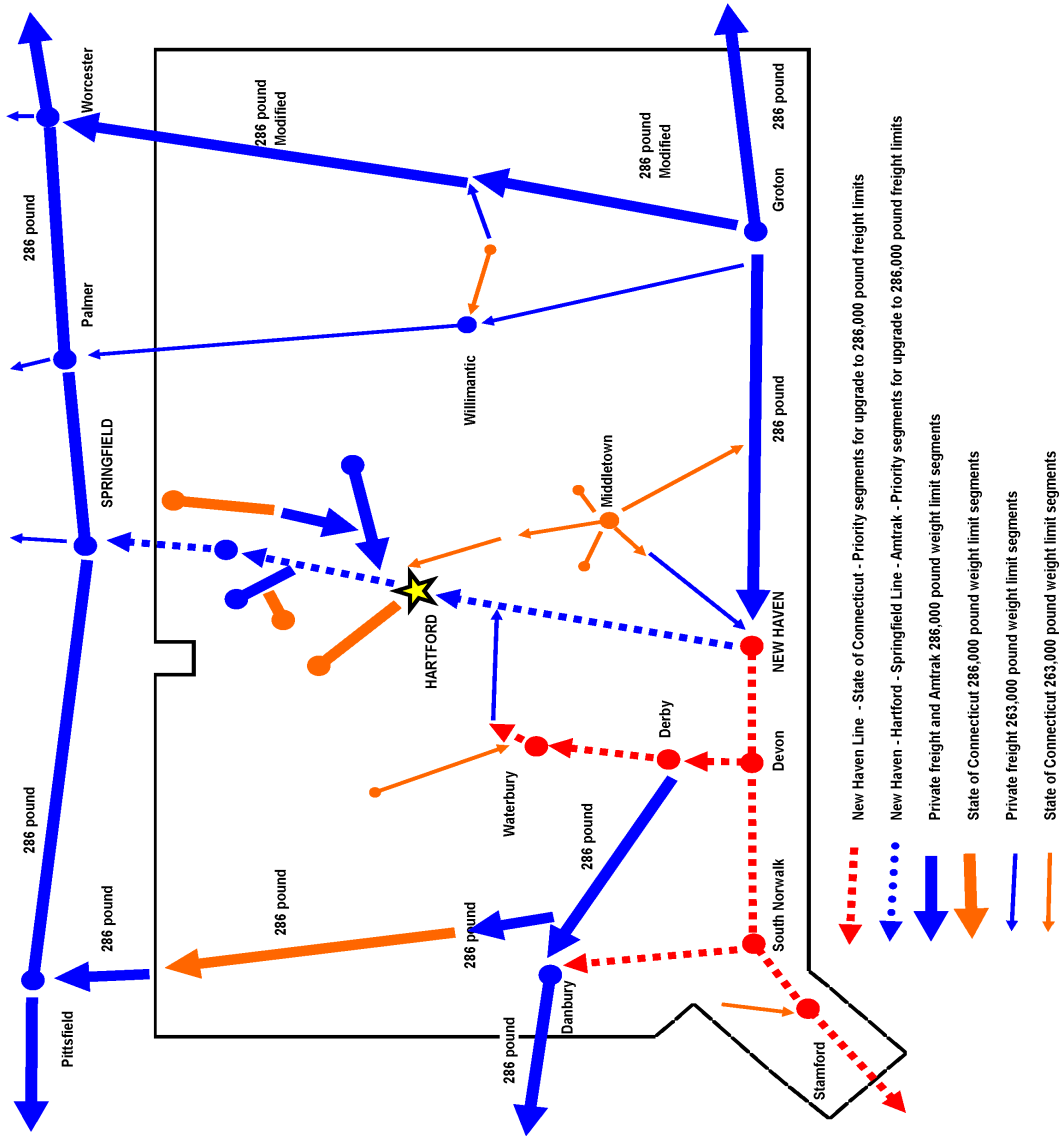 286 pound
286 pound
Pittsfield
Palmer
Worcester
286 pound
SPRINGFIELD
286 pound
Modified
286 pound
HARTFORD
286 pound
Willimantic
286 pound
Waterbury
Danbury
286 pound
Middletown
286 pound
Modified
Derby
South Norwalk
Devon
NEW HAVEN
286 pound
Groton
286 pound
Stamford
New Haven Line - State of Connecticut - Priority segments for upgrade to 286,000 pound freight limits
New Haven - Hartford - Springfield Line - Amtrak - Priority segments for upgrade to 286,000 pound freight limits
Private freight and Amtrak 286,000 pound weight limit segments
State of Connecticut 286,000 pound weight limit segments
Private freight 263,000 pound weight limit segments
State of Connecticut 263,000 pound weight limit segments